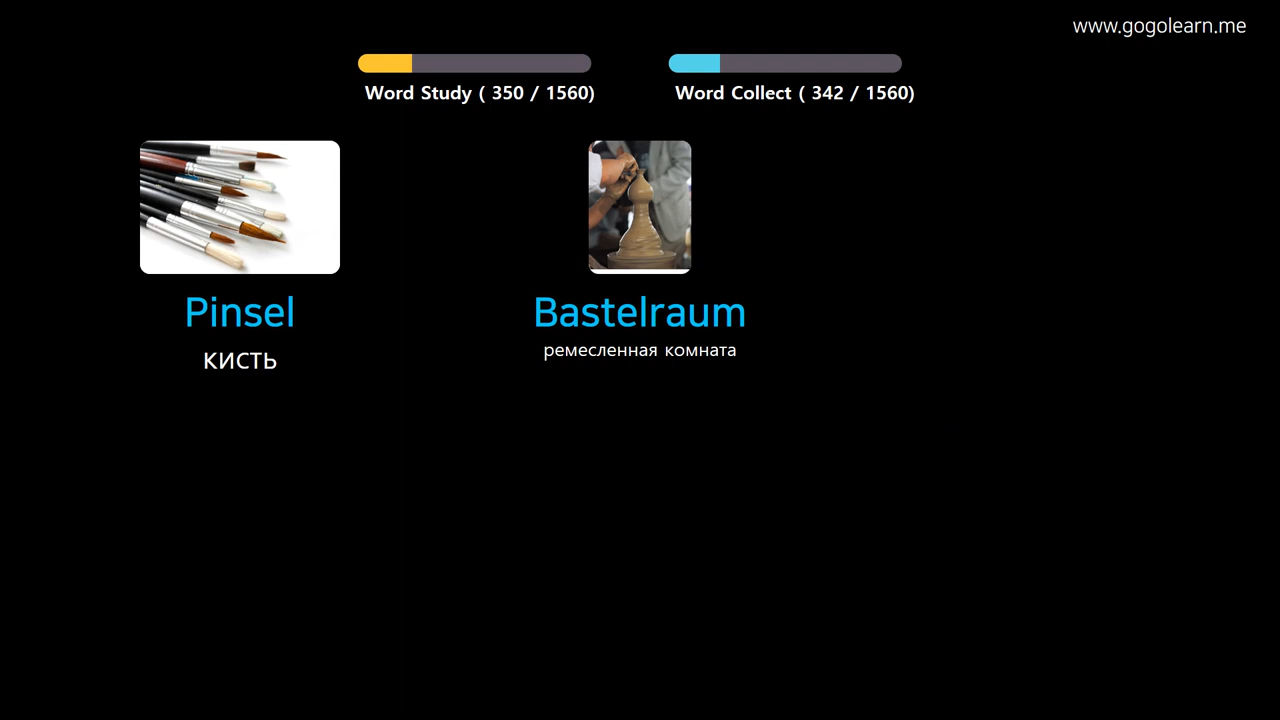 www.gogolearn.me
Word Study ( 350 / 1560)
Word Collect ( 342 / 1560)
Pinsel
кисть
Bastelraum
ремесленная комната